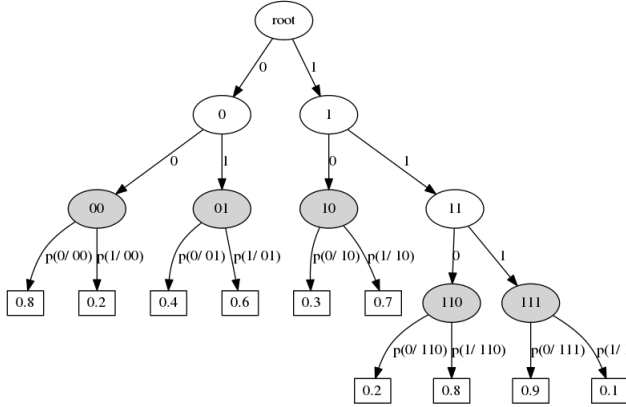 root
0 1
0 1
0 1 0 1
00 01 10 11
p(0/ 00) p(1/ 00) p(0/ 01) p(1/ 01) p(0/ 10) p(1/ 10) 0 1
0.8 0.2 0.4 0.6 0.3 0.7 110 111
p(0/ 110) p(1/ 110) p(0/ 111) p(1/
0.2 0.8 0.9 0.1